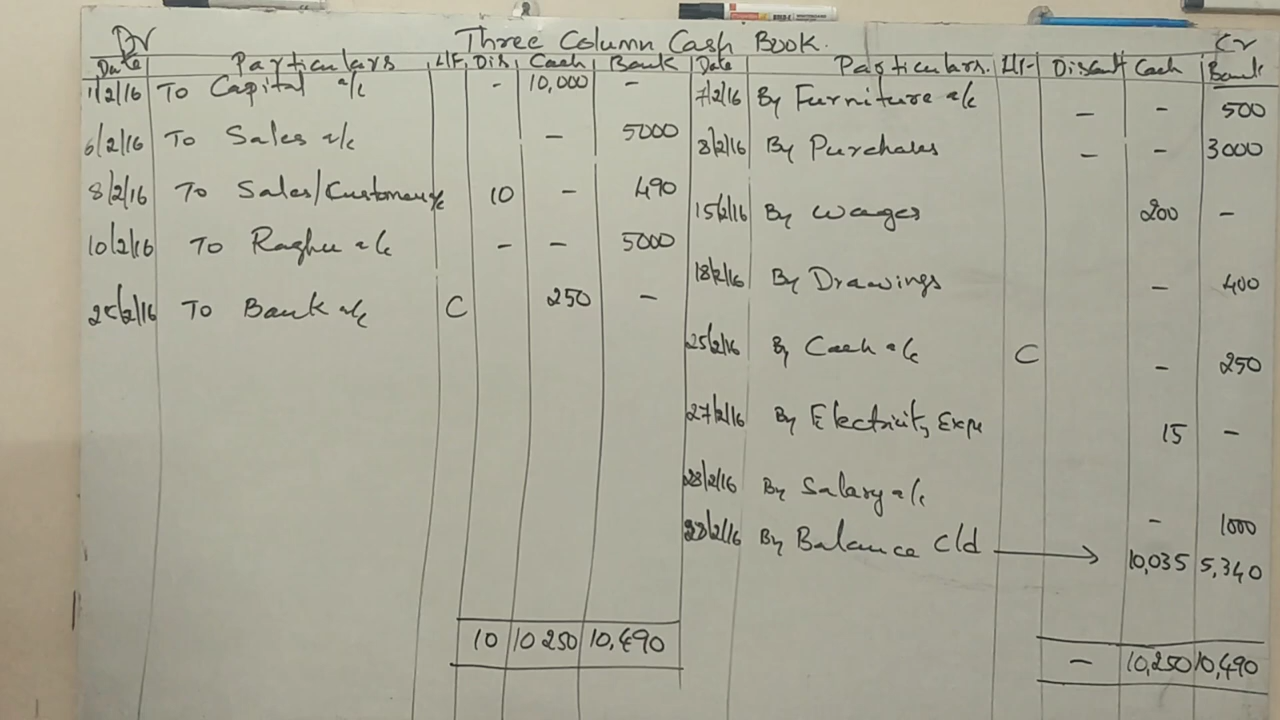 Three Column Cash Book.
Dr
Date Particulars L/F Dis Cash Bank
1/2/16 To Capital a/c - 10,000 -
6/2/16 To Sales a/c - 5000
8/2/16 To Sales/Customer a/c 10 - 490
10/2/16 To Raghu a/c - - 5000
25/2/16 To Bank a/c C 250 -
10 10250 10,490
Cr
Date Particulars. L/F Discount Cash Bank
7/2/16 By Furniture a/c - - 500
8/2/16 By Purchases - - 3000
15/2/16 By Wages 200 -
18/2/16 By Drawings - 400
25/2/16 By Cash a/c C - 250
27/2/16 By Electricity Expe 15 -
28/2/16 By Salary a/c - 1000
28/2/16 By Balance C/d → 10,035 5,340
- 10,250 10,490